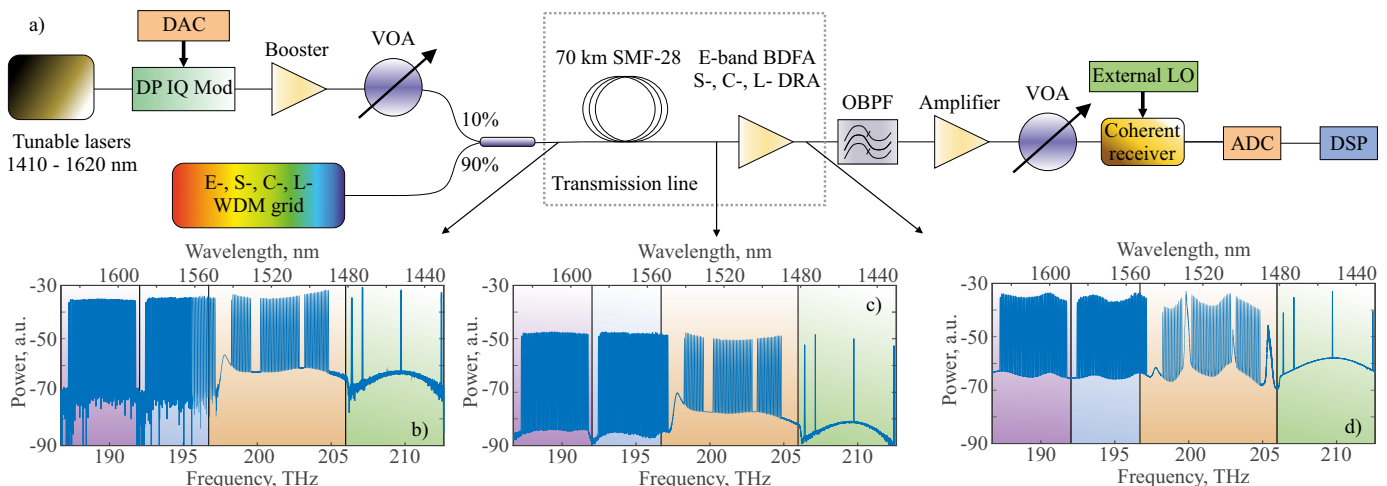 a)
DAC
DP IQ Mod
Booster
VOA
Tunable lasers
1410 - 1620 nm
10%
90%
E-, S-, C-, L-
WDM grid
70 km SMF-28
E-band BDFA
S-, C-, L- DRA
Transmission line
OBPF
Amplifier
VOA
External LO
Coherent
receiver
ADC
DSP
Wavelength, nm
1600 1560 1520 1480 1440
-30
-50
-70
-90
Power, a.u.
b)
190 195 200 205 210
Frequency, THz
Wavelength, nm
1600 1560 1520 1480 1440
-30
-50
-70
-90
Power, a.u.
c)
190 195 200 205 210
Frequency, THz
Wavelength, nm
1600 1560 1520 1480 1440
-30
-50
-70
-90
Power, a.u.
d)
190 195 200 205 210
Frequency, THz